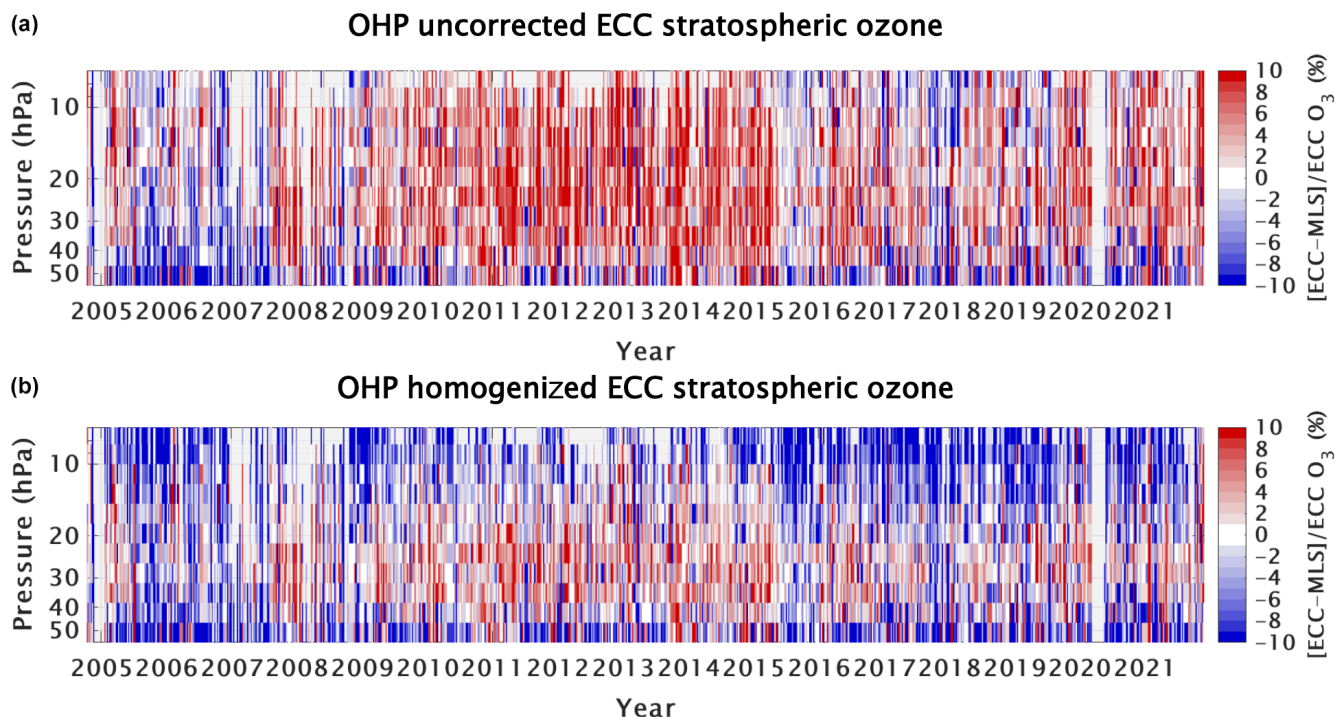 (a)
OHP uncorrected ECC stratospheric ozone
Pressure (hPa)
10
20
30
40
50
2005 2006 2007 2008 2009 2010 2011 2012 2013 2014 2015 2016 2017 2018 2019 2020 2021
Year
10
8
6
4
2
0
−2
−4
−6
−8
−10
[ECC−MLS]/ECC O3 (%)
(b)
OHP homogenized ECC stratospheric ozone
Pressure (hPa)
10
20
30
40
50
2005 2006 2007 2008 2009 2010 2011 2012 2013 2014 2015 2016 2017 2018 2019 2020 2021
Year
10
8
6
4
2
0
−2
−4
−6
−8
−10
[ECC−MLS]/ECC O3 (%)